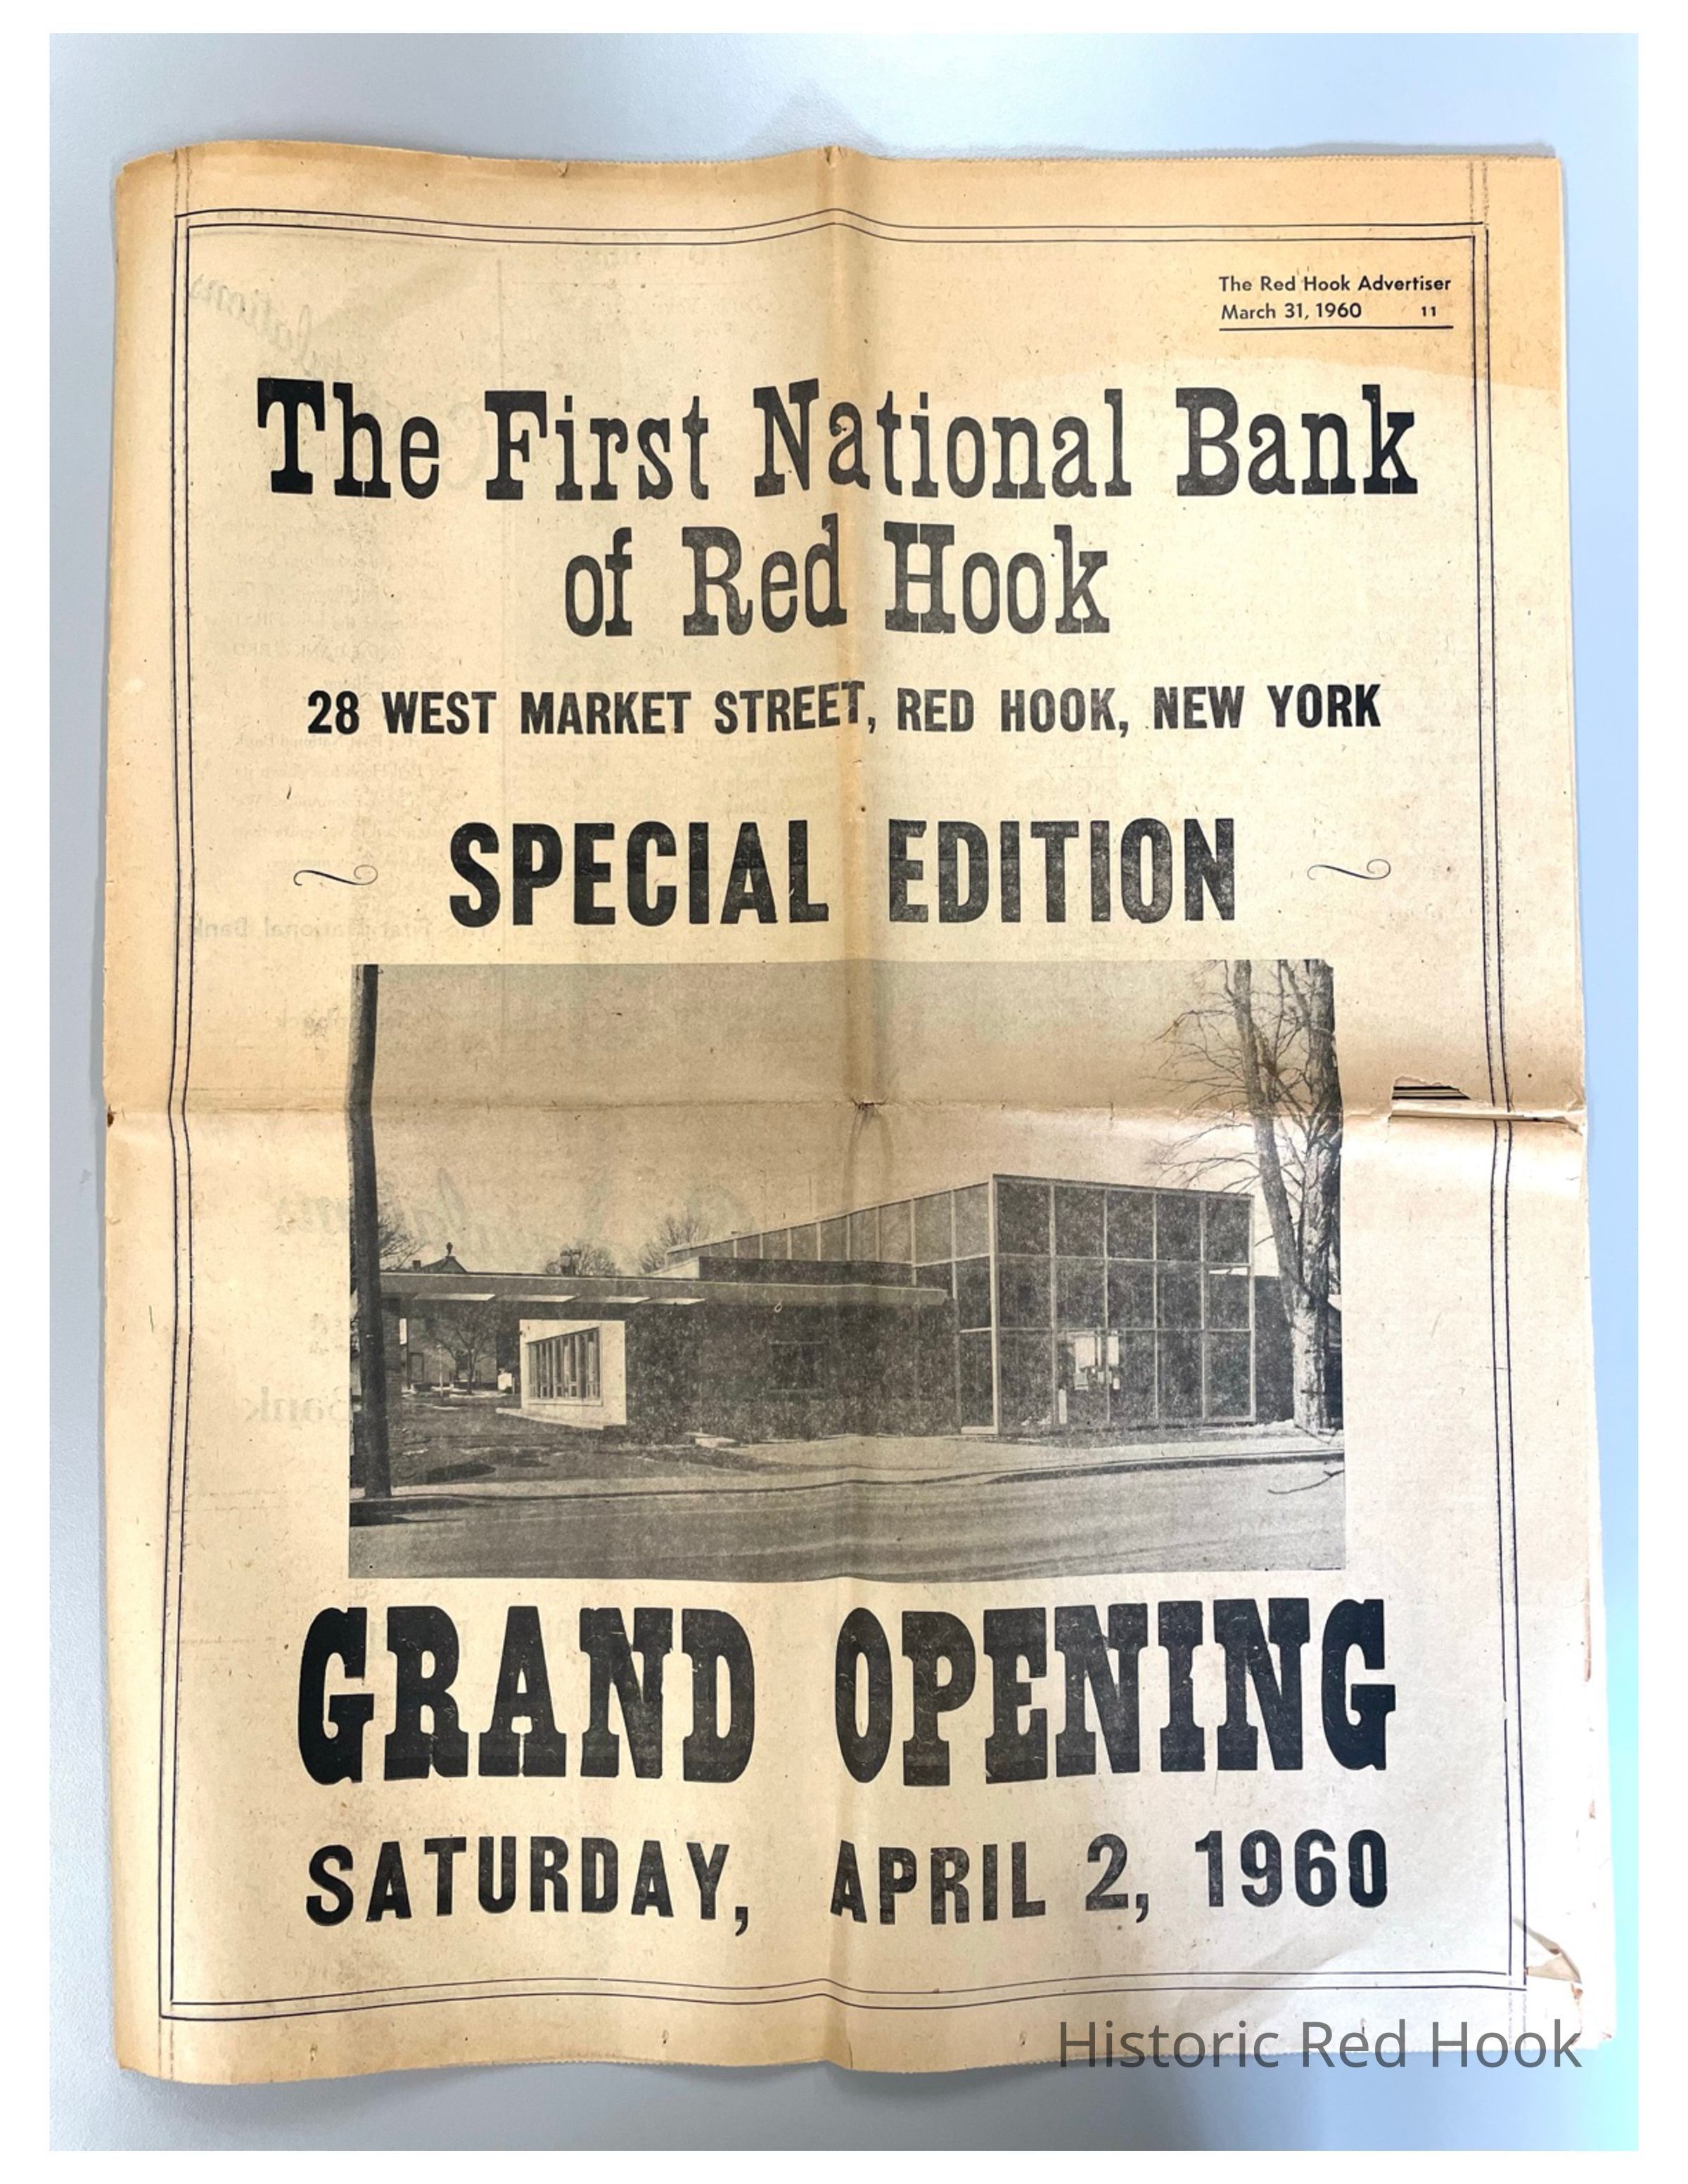 The Red Hook Advertiser
March 31, 1960 11
The First National Bank
of Red Hook
28 WEST MARKET STREET, RED HOOK, NEW YORK
SPECIAL EDITION
GRAND OPENING
SATURDAY, APRIL 2, 1960
Historic Red Hook